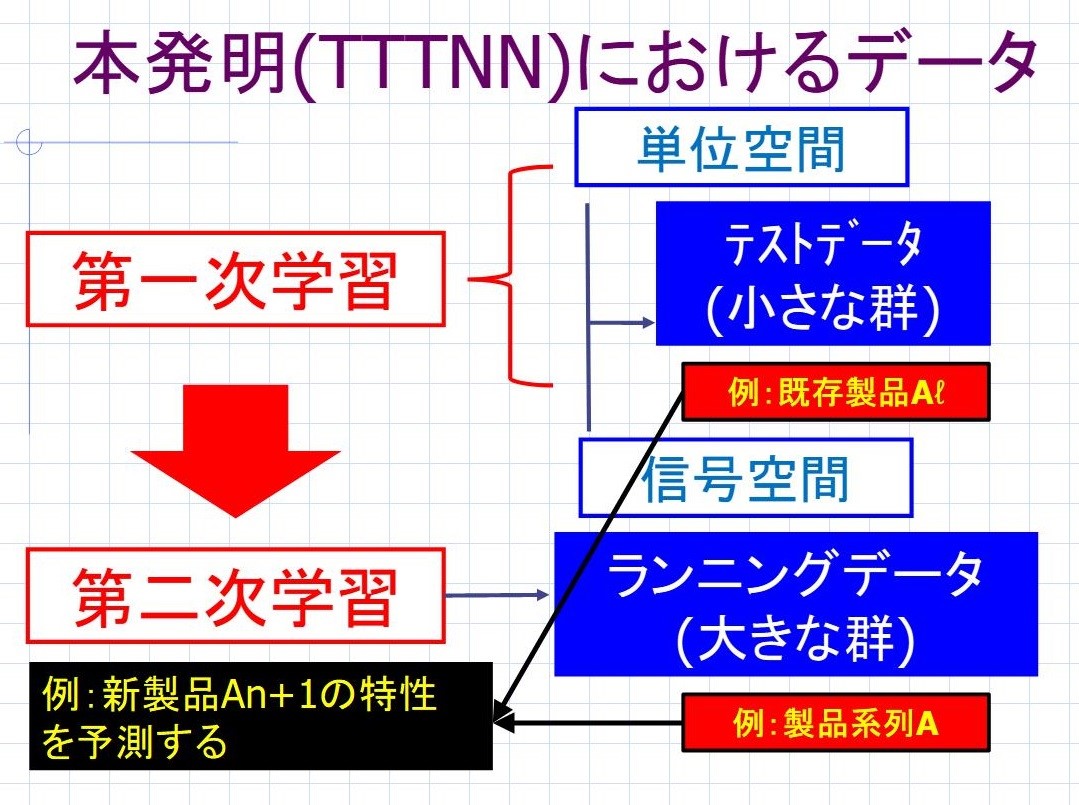 本発明(TTTNN)におけるデータ
単位空間
第一次学習
ﾃｽﾄﾃﾞｰﾀ
(小さな群)
例：既存製品Aℓ
信号空間
第二次学習
ランニングデータ
(大きな群)
例：新製品An+1の特性
を予測する
例：製品系列A